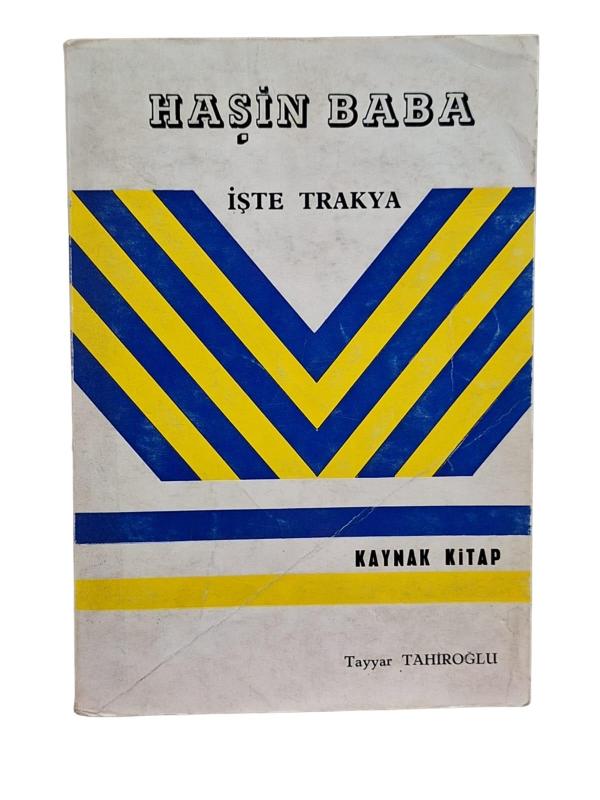 HAŞİN BABA
İŞTE TRAKYA
KAYNAK KİTAP
Tayyar TAHİROĞLU